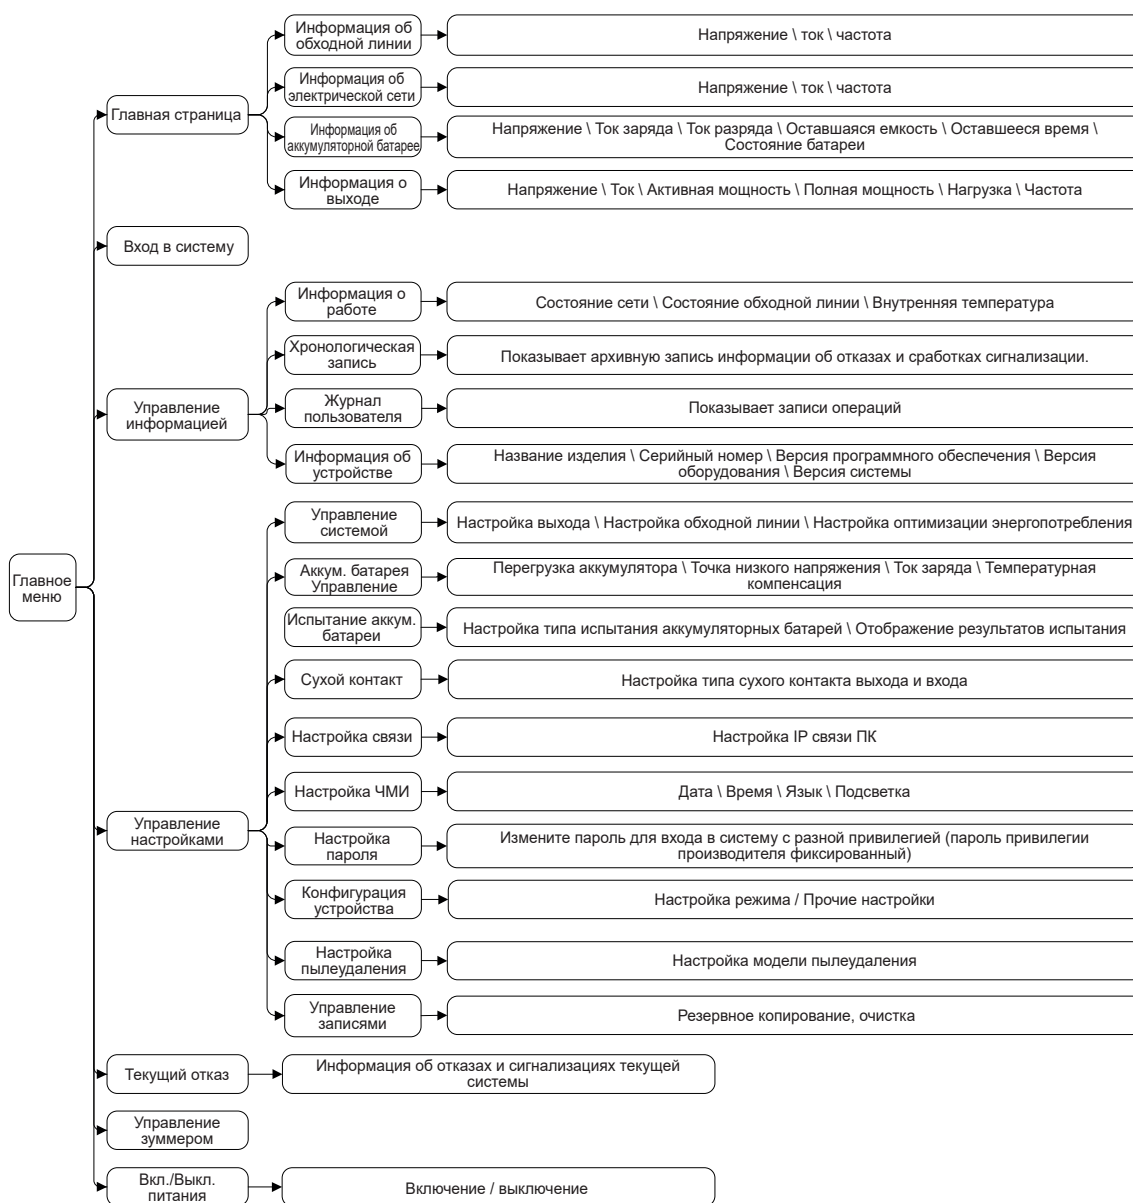 Информация об
обходной линии
Напряжение \ ток \ частота
Информация об
электрической сети
Напряжение \ ток \ частота
Главная страница
Информация об
аккумуляторной батарее
Напряжение \ Ток заряда \ Ток разряда \ Оставшаяся емкость \ Оставшееся время \
Состояние батареи
Информация о
выходе
Напряжение \ Ток \ Активная мощность \ Полная мощность \ Нагрузка \ Частота
Вход в систему
Информация о
работе
Состояние сети \ Состояние обходной линии \ Внутренняя температура
Хронологическая
запись
Показывает архивную запись информации об отказах и сработках сигнализации.
Управление
информацией
Журнал
пользователя
Показывает записи операций
Информация об
устройстве
Название изделия \ Серийный номер \ Версия программного обеспечения \ Версия
оборудования \ Версия системы
Управление
системой
Настройка выхода \ Настройка обходной линии \ Настройка оптимизации энергопотребления
Главное
меню
Аккум. батарея
Управление
Перегрузка аккумулятора \ Точка низкого напряжения \ Ток заряда \ Температурная
компенсация
Испытание аккум.
батареи
Настройка типа испытания аккумуляторных батарей \ Отображение результатов испытания
Сухой контакт
Настройка типа сухого контакта выхода и входа
Настройка связи
Настройка IP связи ПК
Настройка ЧМИ
Дата \ Время \ Язык \ Подсветка
Управление
настройками
Настройка
пароля
Измените пароль для входа в систему с разной привилегией (пароль привилегии
производителя фиксированный)
Конфигурация
устройства
Настройка режима / Прочие настройки
Настройка
пылеудаления
Настройка модели пылеудаления
Управление
записями
Резервное копирование, очистка
Текущий отказ
Информация об отказах и сигнализациях текущей
системы
Управление
зуммером
Вкл./Выкл.
питания
Включение / выключение